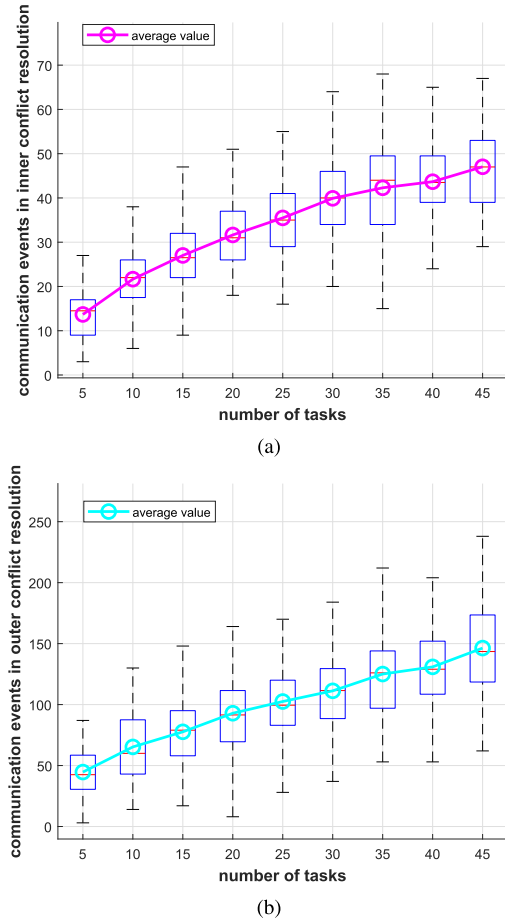 average value
communication events in inner conflict resolution
70
60
50
40
30
20
10
0
5 10 15 20 25 30 35 40 45
number of tasks
(a)
average value
communication events in outer conflict resolution
250
200
150
100
50
0
5 10 15 20 25 30 35 40 45
number of tasks
(b)